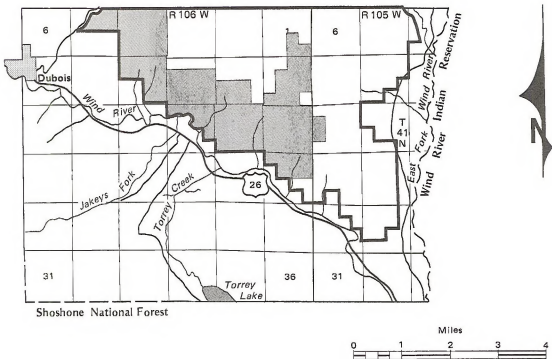 R 106 W
R 105 W
6
1
6
Dubois
Wind River
T
41
N
East Fork Wind River
Wind River Indian Reservation
Jakeys Fork
Torrey Creek
26
31
36
31
Torrey
Lake
Shoshone National Forest
N
Miles
0 1 2 3 4